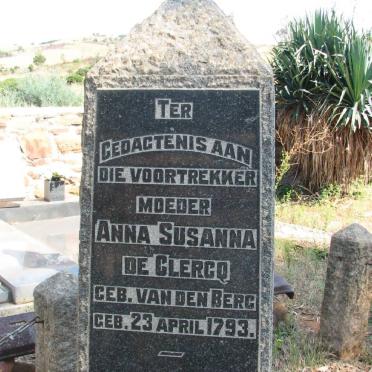 TER
GEDACTENIS AAN
DIE VOORTREKKER
MOEDER
ANNA SUSANNA
DE CLERCQ
GEB. VAN DEN BERG
GEB. 23 APRIL 1793.